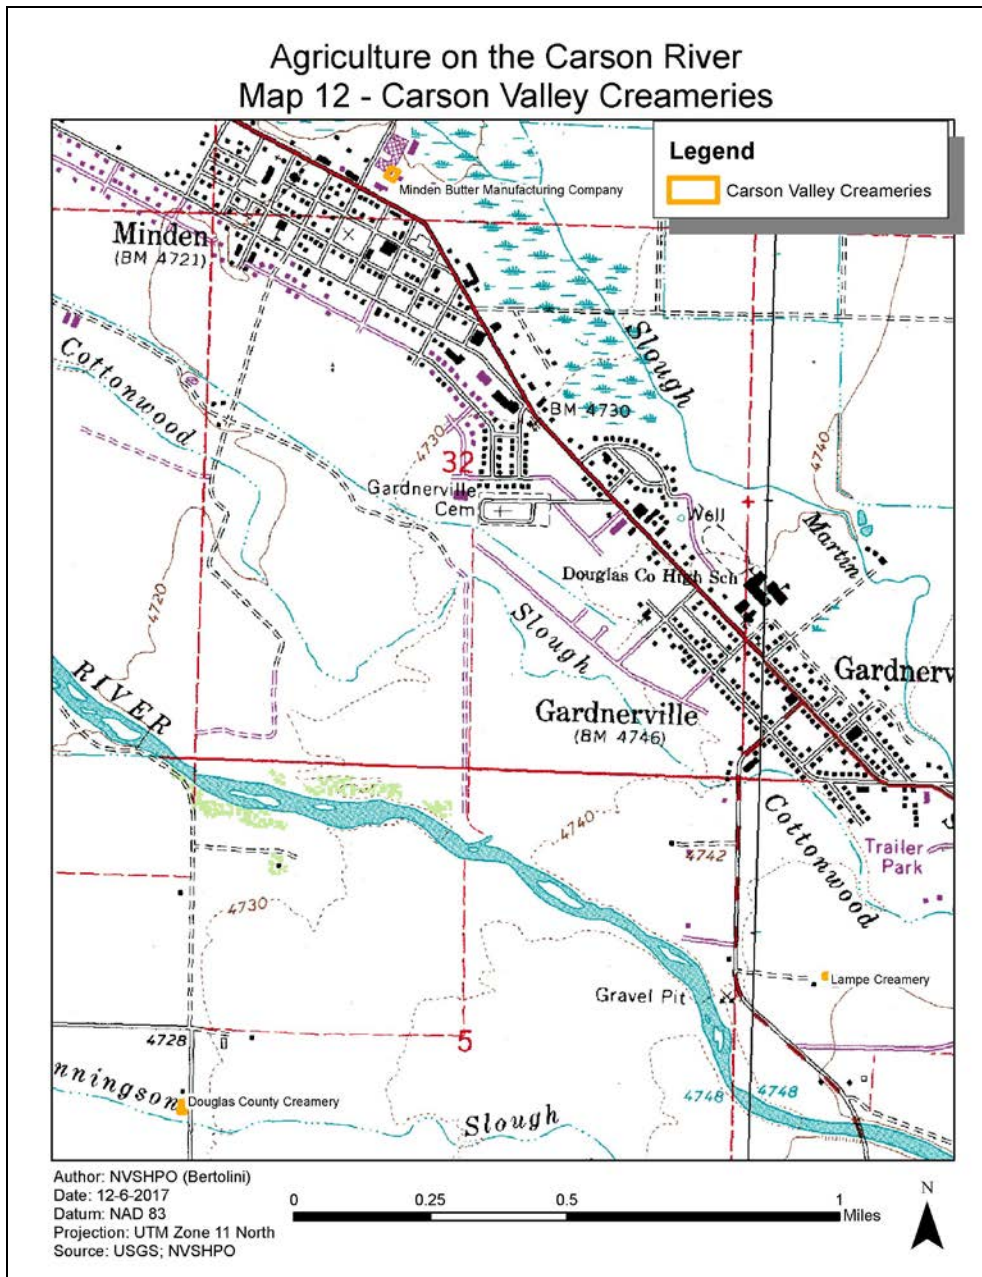 Agriculture on the Carson River
Map 12 - Carson Valley Creameries
Legend
Carson Valley Creameries
Minden Butter Manufacturing Company
Minden
(BM 4721)
Slough
Cottonwood
BM 4730
4730
4740
32
Gardnerville
Cem
Well
Martin
Douglas Co High Sch
4720
Slough
RIVER
Gardnerv
Gardnerville
(BM 4746)
Cottonwood
4740
4742
Trailer
Park
S
4730
Lampe Creamery
Gravel Pit
4728
5
nningson
Douglas County Creamery
4748
4748
Slough
Author: NVSHPO (Bertolini)
Date: 12-6-2017
Datum: NAD 83
Projection: UTM Zone 11 North
Source: USGS; NVSHPO
0 0.25 0.5 1
Miles
N